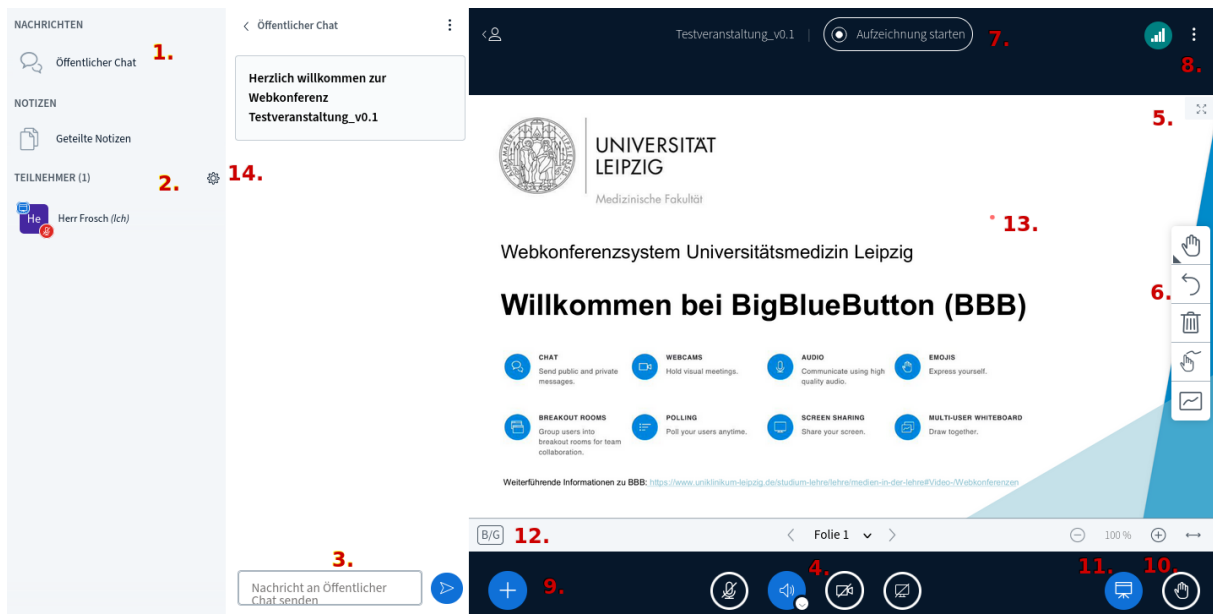 NACHRICHTEN
1.
Öffentlicher Chat
NOTIZEN
Geteilte Notizen
TEILNEHMER (1)
2.
14.
He
Herr Frosch (Ich)
Öffentlicher Chat
Herzlich willkommen zur
Webkonferenz
Testveranstaltung_v0.1
3.
Nachricht an Öffentlicher
Chat senden
Testveranstaltung_v0.1 | Aufzeichnung starten
7.
8.
5.
UNIVERSITÄT
LEIPZIG
Medizinische Fakultät
13.
Webkonferenzsystem Universitätsmedizin Leipzig
6.
Willkommen bei BigBlueButton (BBB)
CHAT
Send public and private
messages.
WEBCAMS
Hold visual meetings.
AUDIO
Communicate using high
quality audio.
EMOJIS
Express yourself.
BREAKOUT ROOMS
Group users into
breakout rooms for team
collaboration.
POLLING
Poll your users anytime.
SCREEN SHARING
Share your screen.
MULTI-USER WHITEBOARD
Draw together.
Weiterführende Informationen zu BBB: https://www.uniklinikum-leipzig.de/studium-lehre/lehre/medien-in-der-lehre#Video-/Webkonferenzen
B/G
12.
Folie 1
100 %
9.
4.
11.
10.